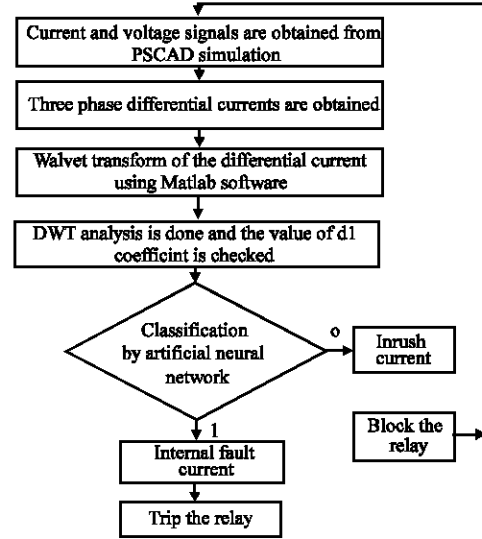 Current and voltage signals are obtained from
PSCAD simulation
Three phase differential currents are obtained
Walvet transform of the differential current
using Matlab software
DWT analysis is done and the value of d1
coefficint is checked
Classification
by artificial neural
network
o
Inrush
current
1
Internal fault
current
Block the
relay
Trip the relay